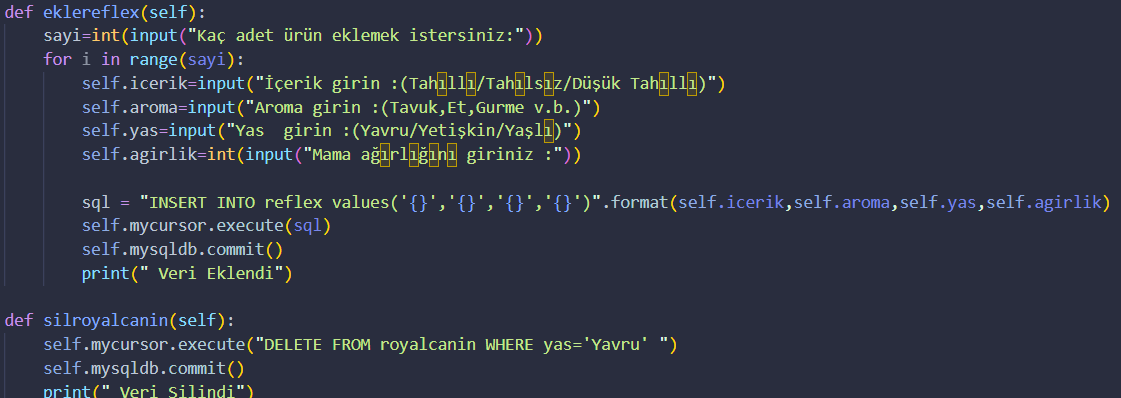 def eklereflex(self):
    sayi=int(input("Kaç adet ürün eklemek istersiniz:"))
    for i in range(sayi):
        self.icerik=input("İçerik girin :(Tahıllı/Tahılsız/Düşük Tahıllı)")
        self.aroma=input("Aroma girin :(Tavuk,Et,Gurme v.b.)")
        self.yas=input("Yas  girin :(Yavru/Yetişkin/Yaşlı)")
        self.agirlik=int(input("Mama ağırlığını giriniz :"))
        sql = "INSERT INTO reflex values('{}','{}','{}','{}')".format(self.icerik,self.aroma,self.yas,self.agirlik)
        self.mycursor.execute(sql)
        self.mysqldb.commit()
        print(" Veri Eklendi")
def silroyalcanin(self):
    self.mycursor.execute("DELETE FROM royalcanin WHERE yas='Yavru' ")
    self.mysqldb.commit()
    print(" Veri Silindi")